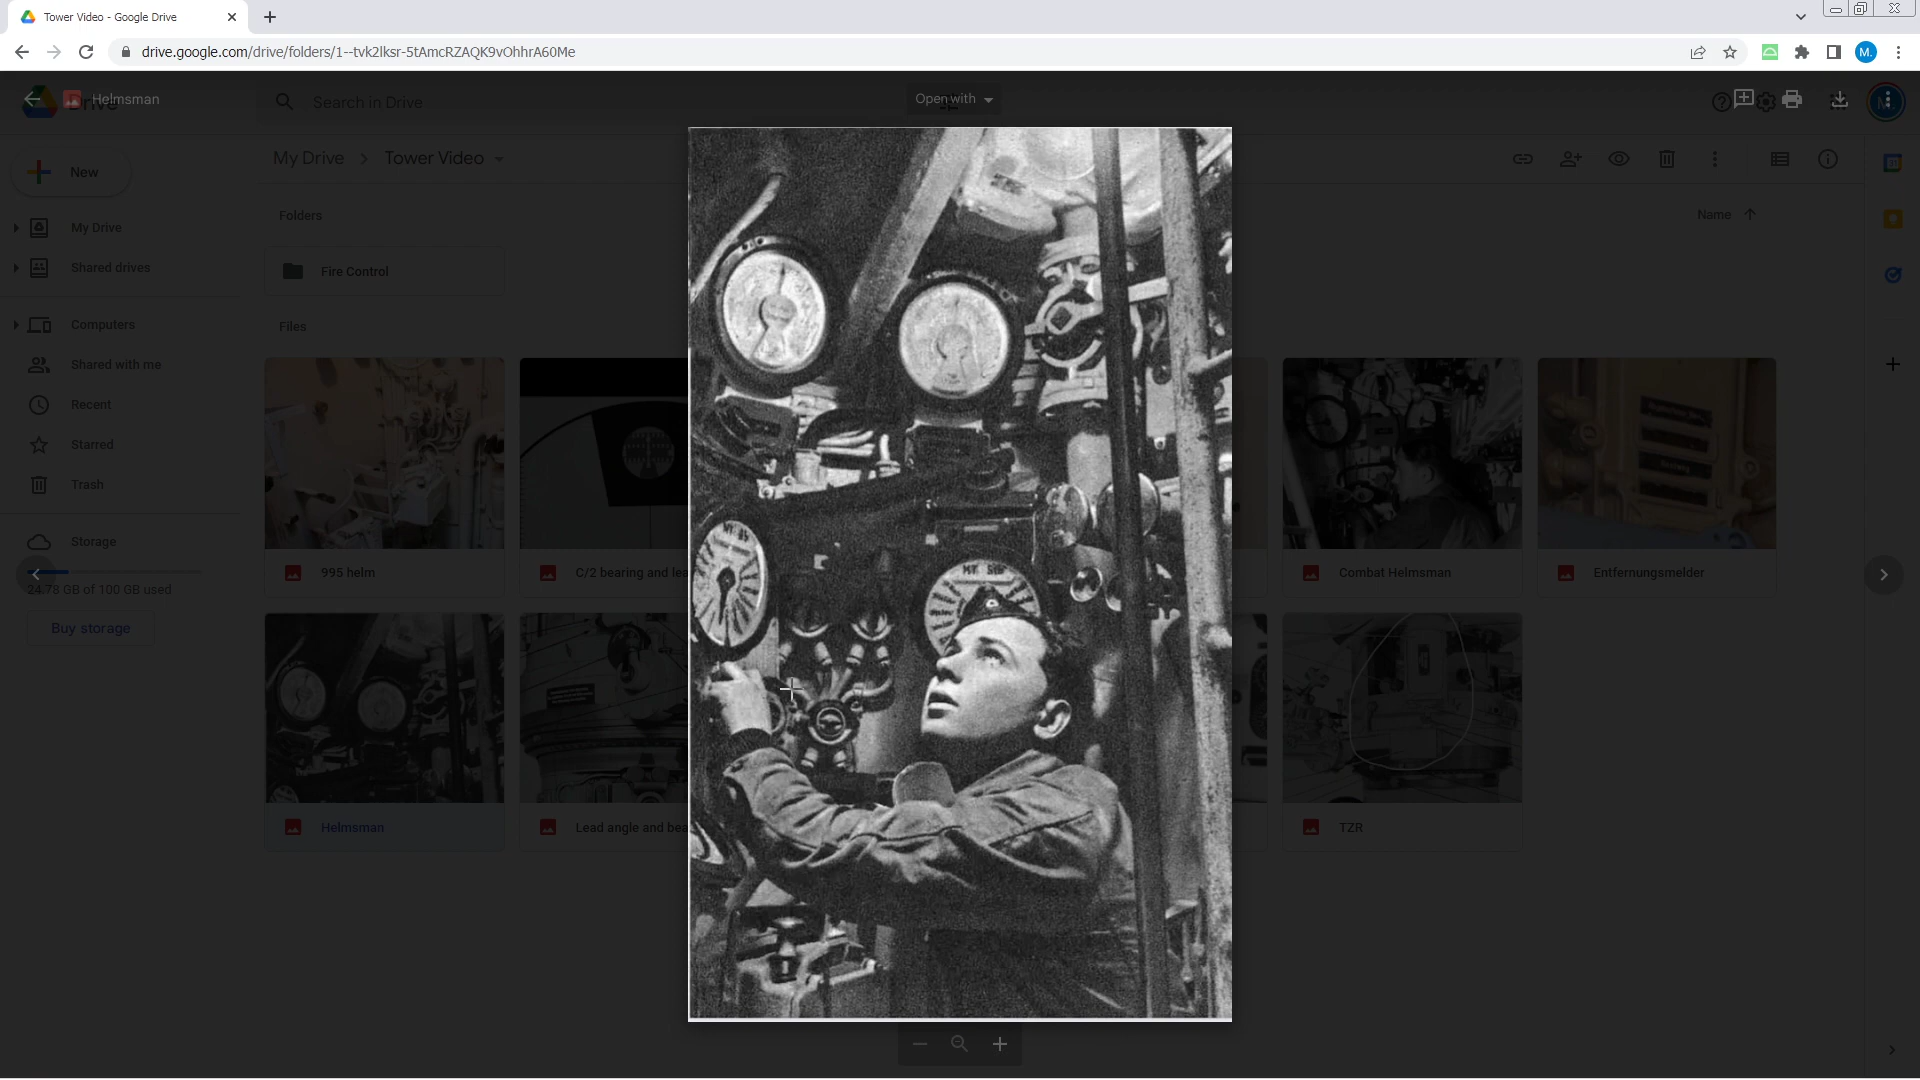 Tower Video - Google Drive
drive.google.com/drive/folders/1--tvk2lksr-5tAmcRZAQK9vOhhrA60Me
M.
Helmsman
Drive
Search in Drive
Open with
New
My Drive
Tower Video
My Drive
Shared drives
Computers
Shared with me
Recent
Starred
Trash
Storage
24.78 GB of 100 GB used
Buy storage
Folders
Name
Fire Control
Files
995 helm
C/2 bearing and lea
Combat Helmsman
Entfernungsmelder
Helmsman
Lead angle and bea
TZR